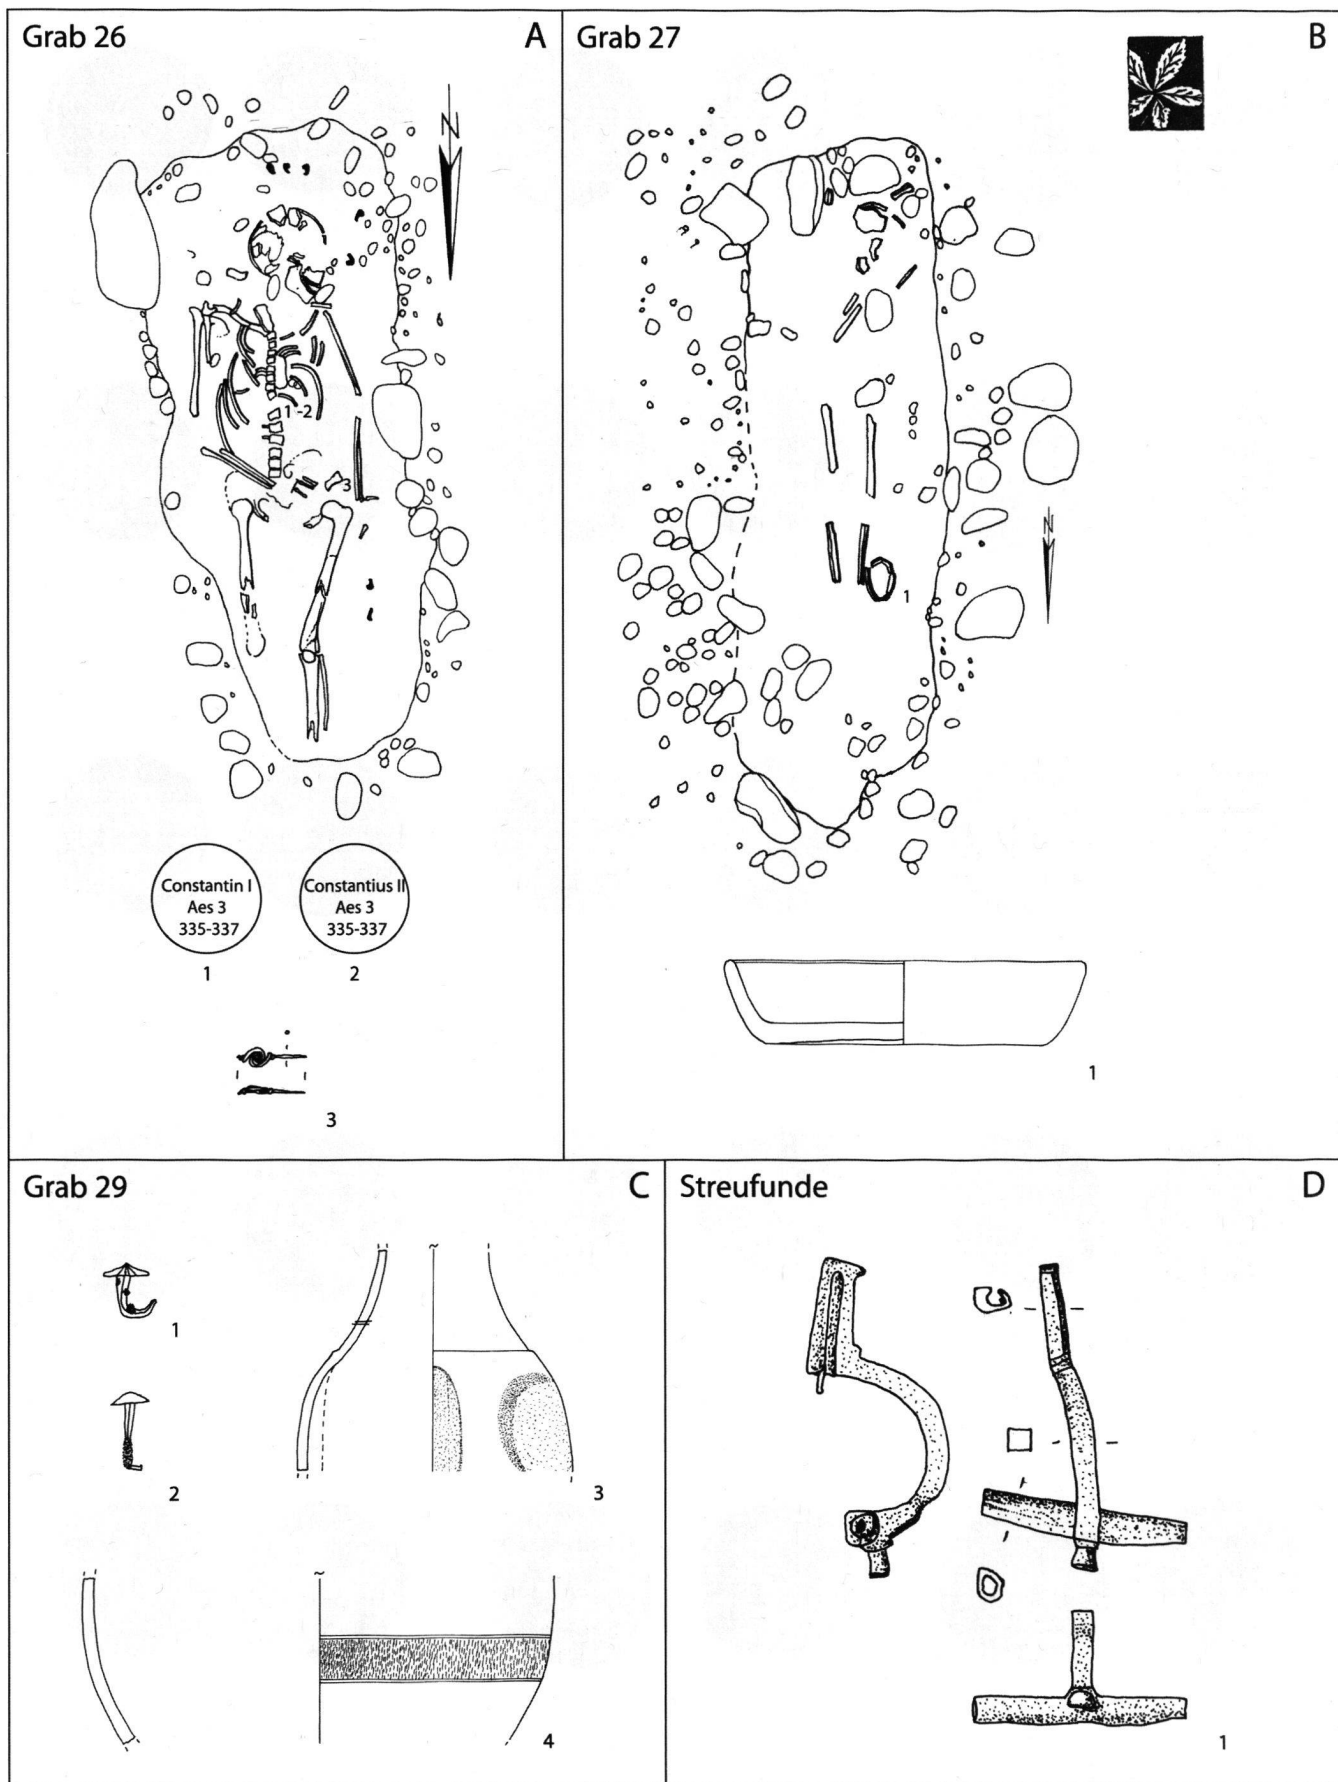 Grab 26
A
N
1 -2
3
Constantin I
Aes 3
335-337
1
Constantius II
Aes 3
335-337
2
3
Grab 27
B
N
1
1
Grab 29
C
1
2
3
4
Streufunde
D
1